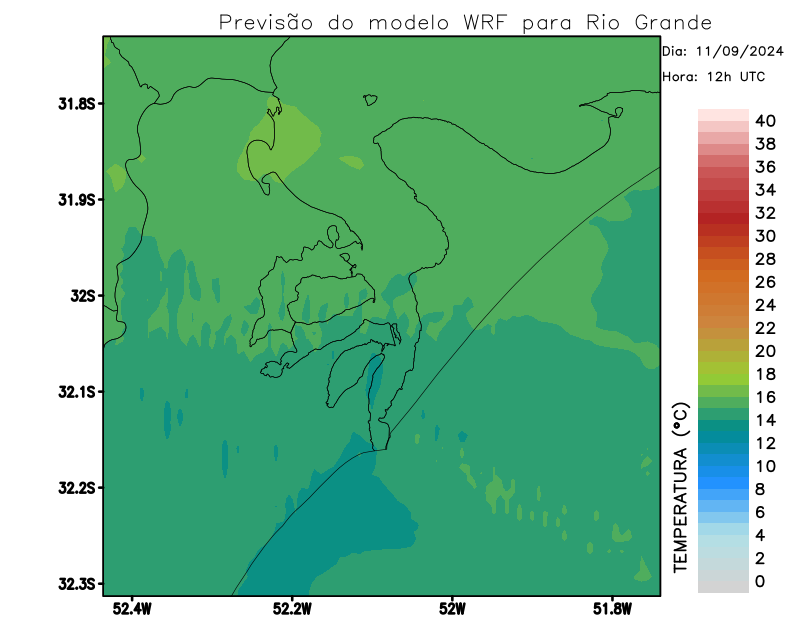 Previsão do modelo WRF para Rio Grande
Dia: 11/09/2024
Hora: 12h UTC
31.8S
31.9S
32S
32.1S
32.2S
32.3S
52.4W
52.2W
52W
51.8W
TEMPERATURA (°C)
40
38
36
34
32
30
28
26
24
22
20
18
16
14
12
10
8
6
4
2
0